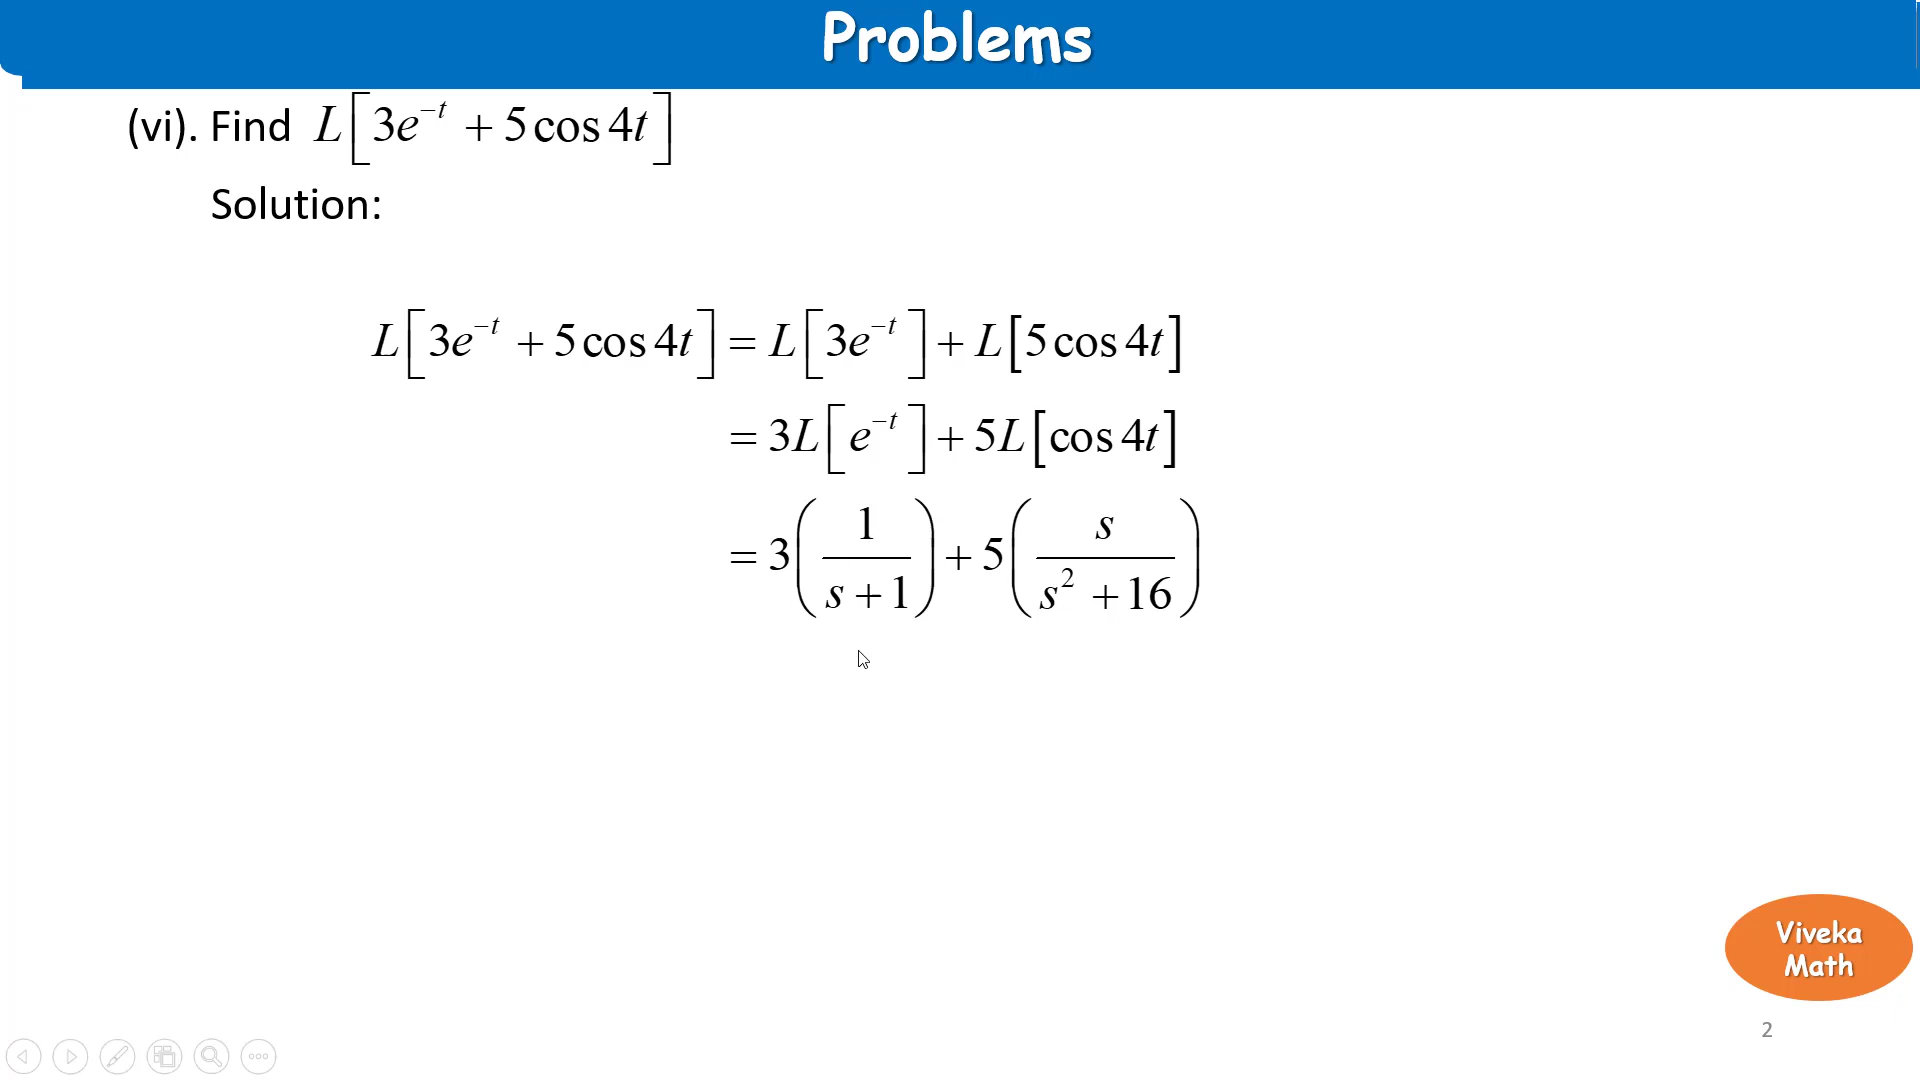 Problems
(vi). Find L[3e^{-t} + 5 cos 4t]
Solution:
L[3e^{-t} + 5 cos 4t] = L[3e^{-t}] + L[5 cos 4t]
= 3L[e^{-t}] + 5L[cos 4t]
= 3(1/(s+1)) + 5(s/(s^2+16))
Viveka
Math
2